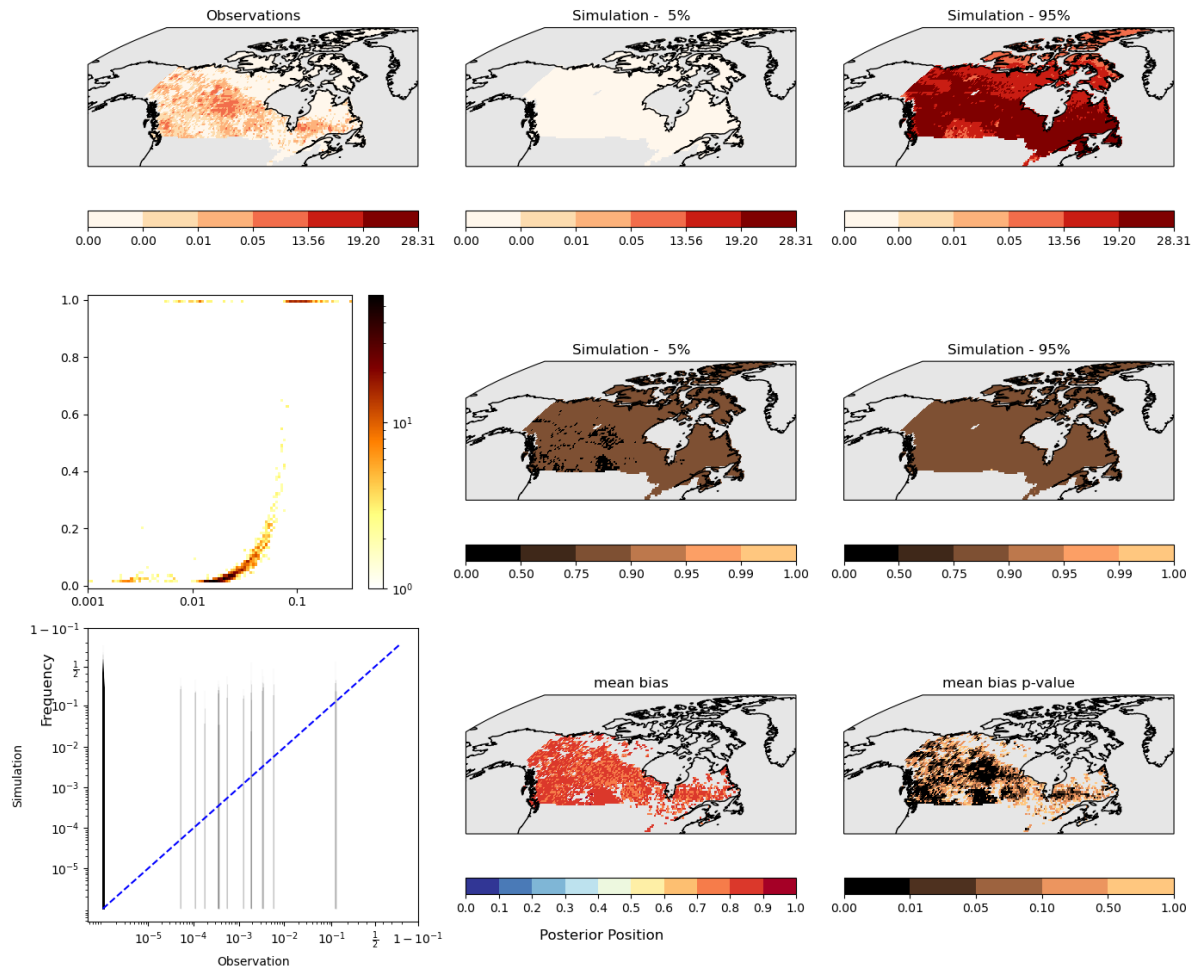 Observations
Simulation -  5%
Simulation - 95%
0.00 0.00 0.01 0.05 13.56 19.20 28.31
0.00 0.00 0.01 0.05 13.56 19.20 28.31
0.00 0.00 0.01 0.05 13.56 19.20 28.31
1.0
0.8
0.6
0.4
0.2
0.0
0.001 0.01 0.1
10^1
10^0
Simulation -  5%
Simulation - 95%
0.00 0.50 0.75 0.90 0.95 0.99 1.00
0.00 0.50 0.75 0.90 0.95 0.99 1.00
1 − 10^-1
1/2
10^-1
10^-2
10^-3
10^-4
10^-5
Frequency
Simulation
10^-5 10^-4 10^-3 10^-2 10^-1 1/2 1 − 10^-1
Observation
mean bias
mean bias p-value
0.0 0.1 0.2 0.3 0.4 0.5 0.6 0.7 0.8 0.9 1.0
0.00 0.01 0.05 0.10 0.50 1.00
Posterior Position